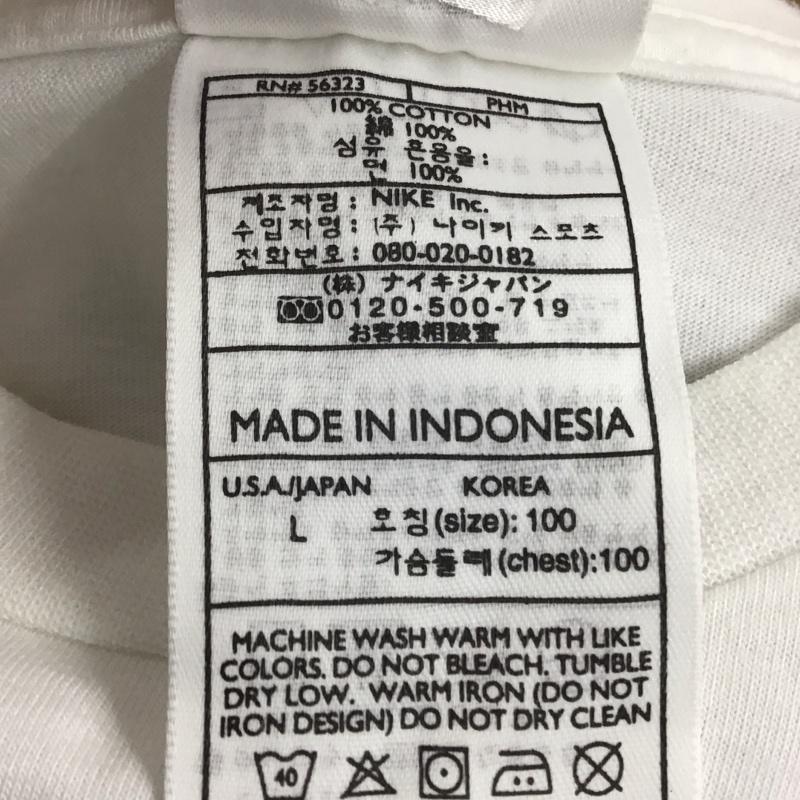 RN# 56323 PHM
100% COTTON
綿 100%
섬유 혼용율:
면 100%
제조자명: NIKE Inc.
수입자명: (주) 나이키 스포츠
전화번호: 080-020-0182
(株) ナイキジャパン
0120-500-719
お客様相談室
MADE IN INDONESIA
U.S.A./JAPAN KOREA
L 호칭(size): 100
가슴둘레(chest):100
MACHINE WASH WARM WITH LIKE
COLORS. DO NOT BLEACH. TUMBLE
DRY LOW. WARM IRON (DO NOT
IRON DESIGN) DO NOT DRY CLEAN
40